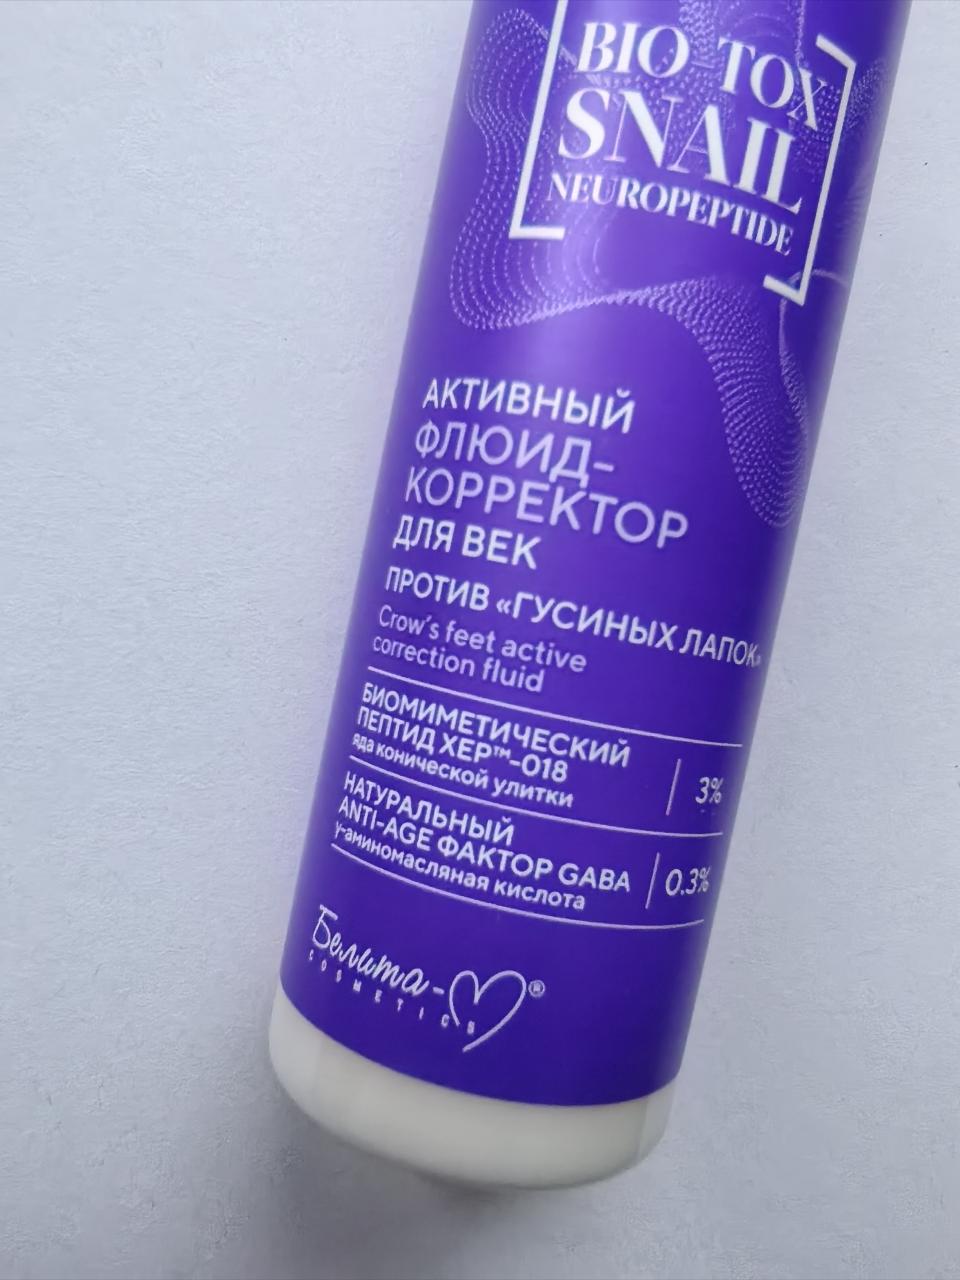 BIO TOX
SNAIL
NEUROPEPTIDE
АКТИВНЫЙ
ФЛЮИД-
КОРРЕКТОР
ДЛЯ ВЕК
ПРОТИВ «ГУСИНЫХ ЛАПОК»
Crow's feet active
correction fluid
БИОМИМЕТИЧЕСКИЙ
ПЕПТИД XEP™-018
яда конической улитки
3%
НАТУРАЛЬНЫЙ
ANTI-AGE ФАКТОР GABA
γ-аминомасляная кислота
0.3%
Белита-
COSMETICS
®